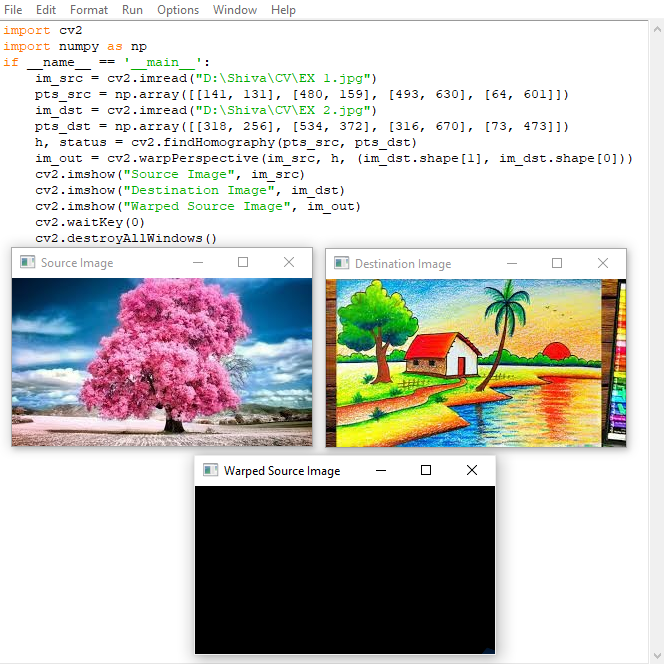 File Edit Format Run Options Window Help
import cv2
import numpy as np
if __name__ == '__main__':
    im_src = cv2.imread("D:\Shiva\CV\EX 1.jpg")
    pts_src = np.array([[141, 131], [480, 159], [493, 630], [64, 601]])
    im_dst = cv2.imread("D:\Shiva\CV\EX 2.jpg")
    pts_dst = np.array([[318, 256], [534, 372], [316, 670], [73, 473]])
    h, status = cv2.findHomography(pts_src, pts_dst)
    im_out = cv2.warpPerspective(im_src, h, (im_dst.shape[1], im_dst.shape[0]))
    cv2.imshow("Source Image", im_src)
    cv2.imshow("Destination Image", im_dst)
    cv2.imshow("Warped Source Image", im_out)
    cv2.waitKey(0)
    cv2.destroyAllWindows()
Source Image
Destination Image
Warped Source Image